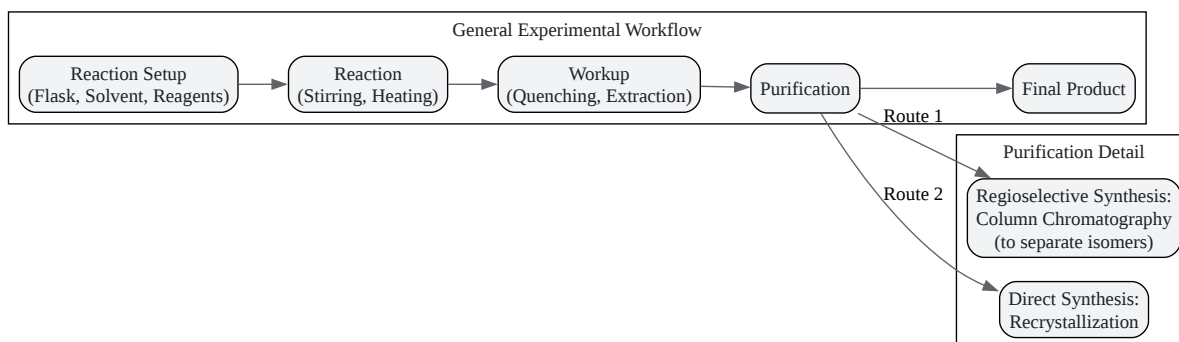 General Experimental Workflow
Reaction Setup
(Flask, Solvent, Reagents)
Reaction
(Stirring, Heating)
Workup
(Quenching, Extraction)
Purification
Final Product
Route 1
Route 2
Purification Detail
Regioselective Synthesis:
Column Chromatography
(to separate isomers)
Direct Synthesis:
Recrystallization